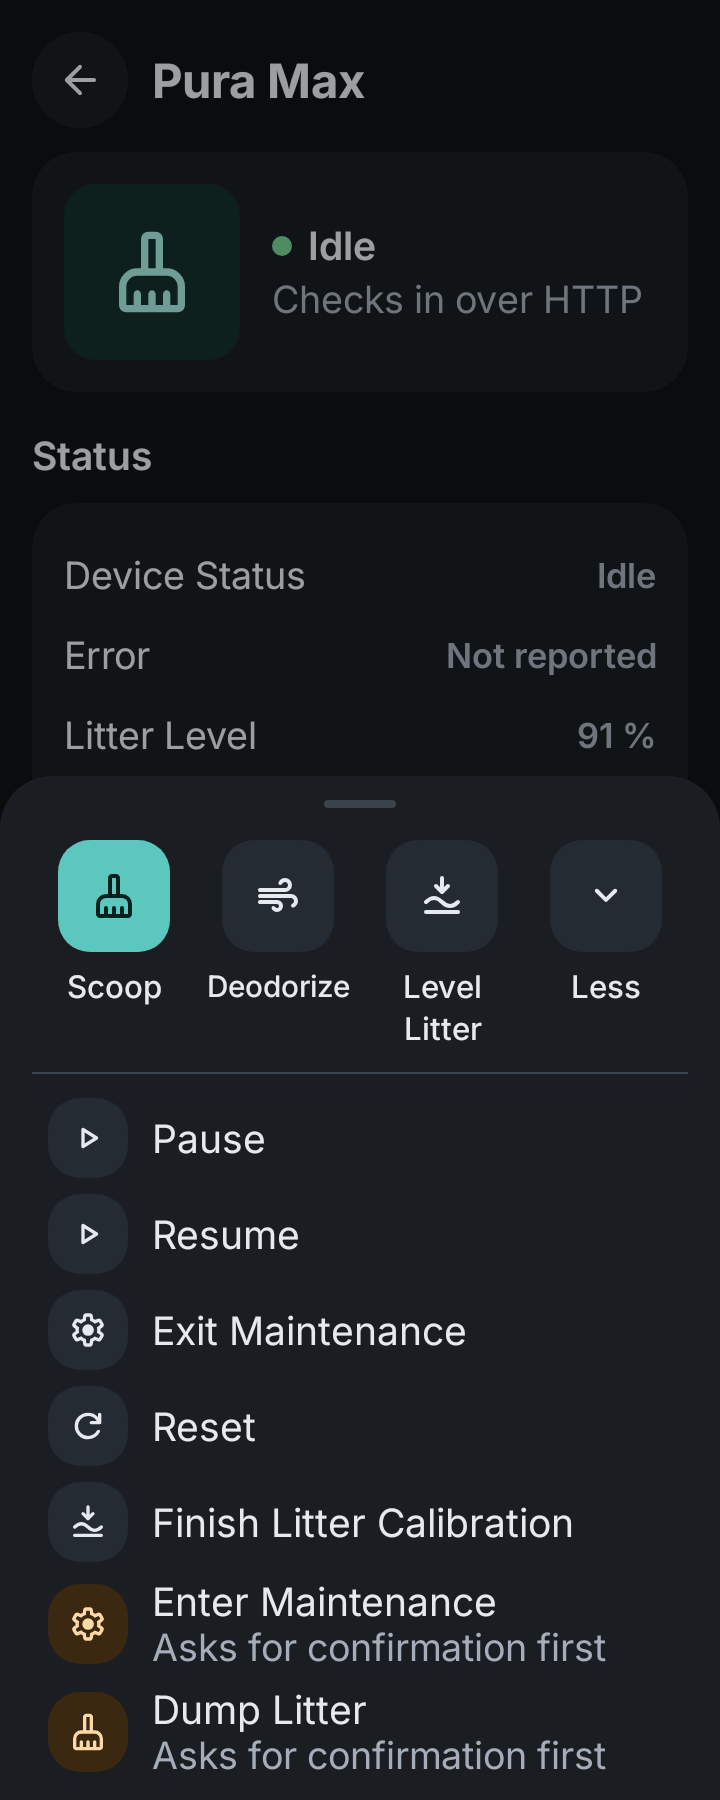 Pura Max
Idle
Checks in over HTTP
Status
Device Status
Idle
Error
Not reported
Litter Level
91 %
Scoop
Deodorize
Level
Litter
Less
Pause
Resume
Exit Maintenance
Reset
Finish Litter Calibration
Enter Maintenance
Asks for confirmation first
Dump Litter
Asks for confirmation first